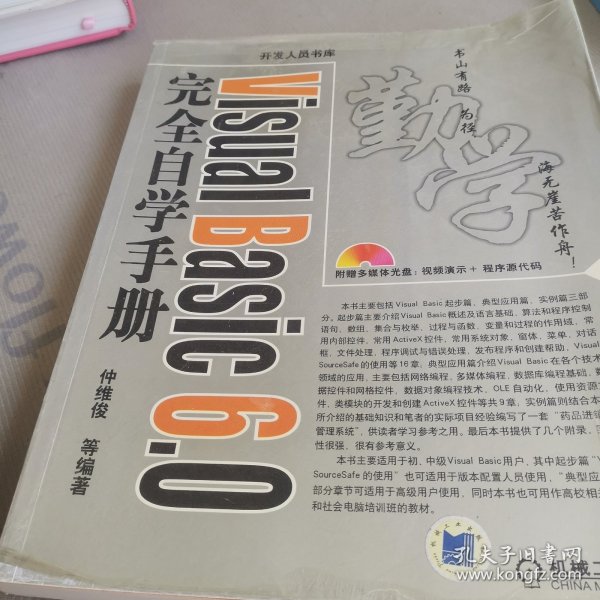 开发人员书库
Visual Basic 6.0
完全自学手册
仲维俊 等编著
勤学
书山有路 为径
海无崖苦作舟！
附赠多媒体光盘：视频演示 + 程序源代码
本书主要包括Visual Basic起步篇、典型应用篇、实例篇三部
分。起步篇主要介绍Visual Basic概述及语言基础、算法和程序控制
语句、数组、集合与枚举、过程与函数、变量和过程的作用域、常
用内部控件、常用ActiveX控件、常用系统对象、窗体、菜单、对话
框、文件处理、程序调试与错误处理、发布程序和创建帮助、Visual
SourceSafe的使用等16章，典型应用篇介绍Visual Basic在各个技术
领域的应用，主要包括网络编程、多媒体编程、数据库编程基础、数
据控件和网格控件、数据对象编程技术、OLE自动化、使用资源文
件、类模块的开发和创建ActiveX控件等共9章，实例篇则结合本
所介绍的基础知识和笔者的实际项目经验编写了一套“药品进销
管理系统”，供读者学习参考之用。最后本书提供了几个附录，
性很强，很有参考意义。
本书主要适用于初、中级Visual Basic用户，其中起步篇“V
SourceSafe的使用”也可适用于版本配置人员使用，“典型应
部分章节可适用于高级用户使用，同时本书也可用作高校相关
和社会电脑培训班的教材。
机械工
CHINA M
孔夫子旧书网
www.kongfz.com